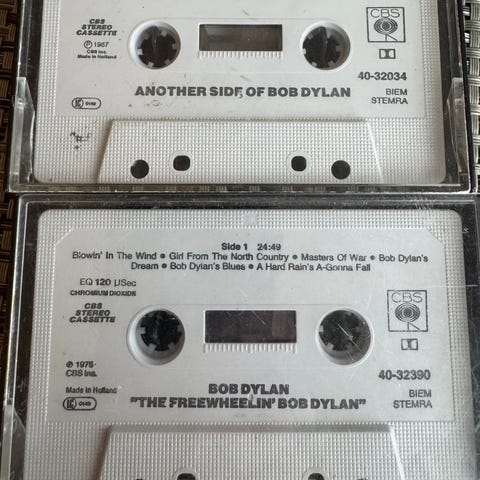 CBS
STEREO
CASSETTE
℗ 1967
CBS Inc.
Made in Holland
CBS
40-32034
ANOTHER SIDE OF BOB DYLAN
BIEM
STEMRA
Side 1 24:49
Blowin' In The Wind • Girl From The North Country • Masters Of War • Bob Dylan's
Dream • Bob Dylan's Blues • A Hard Rain's A-Gonna Fall
EQ 120 µSec
CHROMIUM DIOXIDE
CBS
STEREO
CASSETTE
CBS
℗ 1975
CBS Inc.
40-32390
Made in Holland
BOB DYLAN
"THE FREEWHEELIN' BOB DYLAN"
BIEM
STEMRA